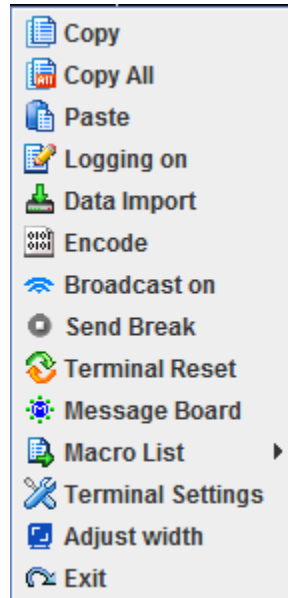 Copy
Copy All
Paste
Logging on
Data Import
Encode
Broadcast on
Send Break
Terminal Reset
Message Board
Macro List
Terminal Settings
Adjust width
Exit